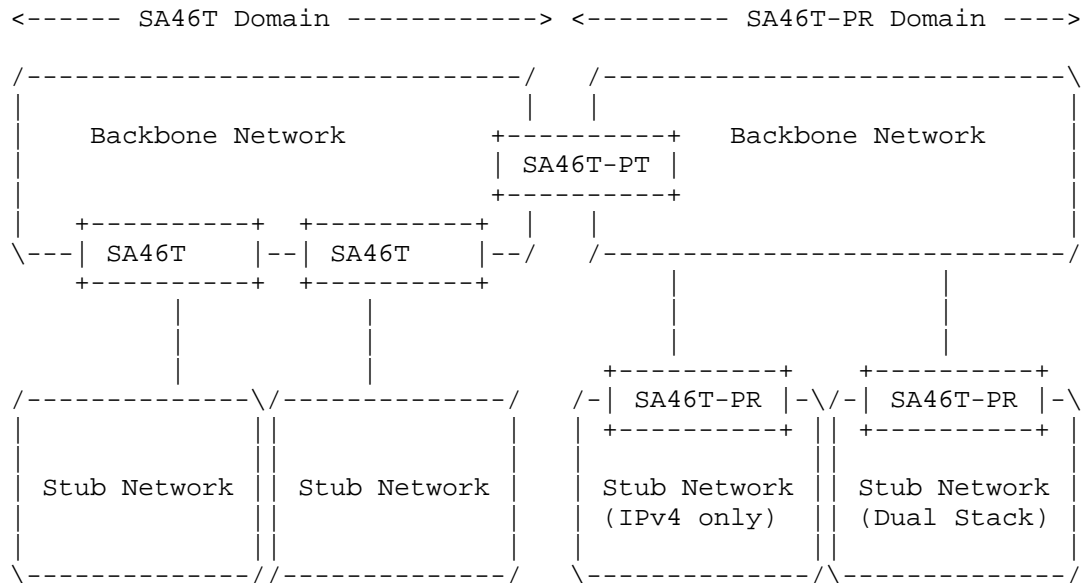 <------ SA46T Domain ------------> <--------- SA46T-PR Domain ---->
Backbone Network Backbone Network
SA46T-PT
SA46T SA46T
SA46T-PR SA46T-PR
Stub Network Stub Network Stub Network Stub Network
(IPv4 only) (Dual Stack)